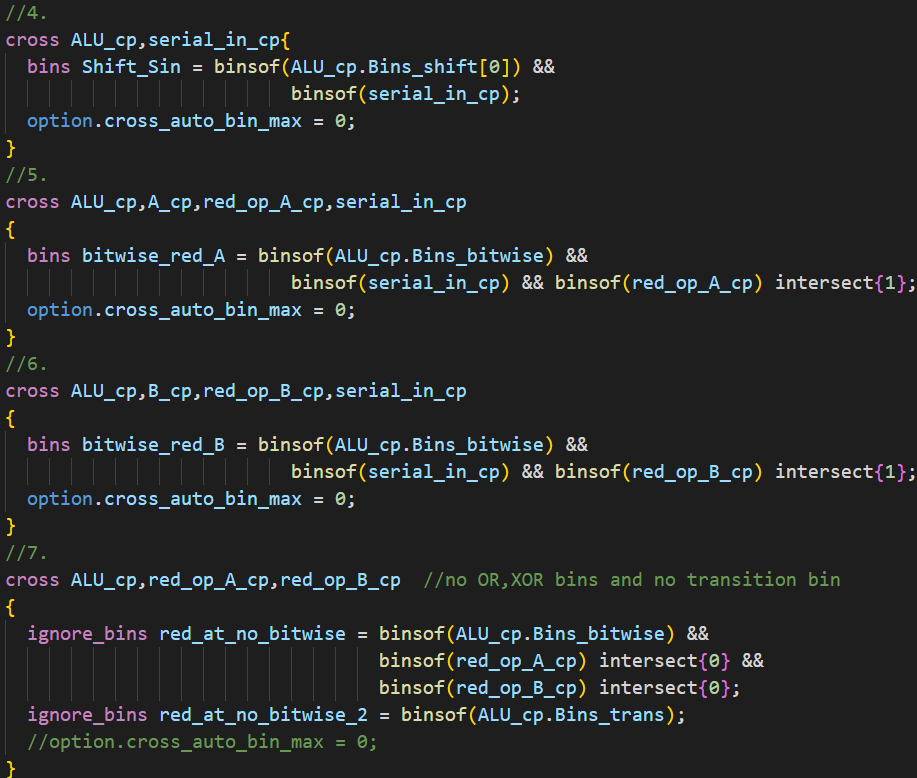 //4.
cross ALU_cp,serial_in_cp{
  bins Shift_Sin = binsof(ALU_cp.Bins_shift[0]) &&
                          binsof(serial_in_cp);
  option.cross_auto_bin_max = 0;
}
//5.
cross ALU_cp,A_cp,red_op_A_cp,serial_in_cp
{
  bins bitwise_red_A = binsof(ALU_cp.Bins_bitwise) &&
                          binsof(serial_in_cp) && binsof(red_op_A_cp) intersect{1};
  option.cross_auto_bin_max = 0;
}
//6.
cross ALU_cp,B_cp,red_op_B_cp,serial_in_cp
{
  bins bitwise_red_B = binsof(ALU_cp.Bins_bitwise) &&
                          binsof(serial_in_cp) && binsof(red_op_B_cp) intersect{1};
  option.cross_auto_bin_max = 0;
}
//7.
cross ALU_cp,red_op_A_cp,red_op_B_cp  //no OR,XOR bins and no transition bin
{
  ignore_bins red_at_no_bitwise = binsof(ALU_cp.Bins_bitwise) &&
                                  binsof(red_op_A_cp) intersect{0} &&
                                  binsof(red_op_B_cp) intersect{0};
  ignore_bins red_at_no_bitwise_2 = binsof(ALU_cp.Bins_trans);
  //option.cross_auto_bin_max = 0;
}